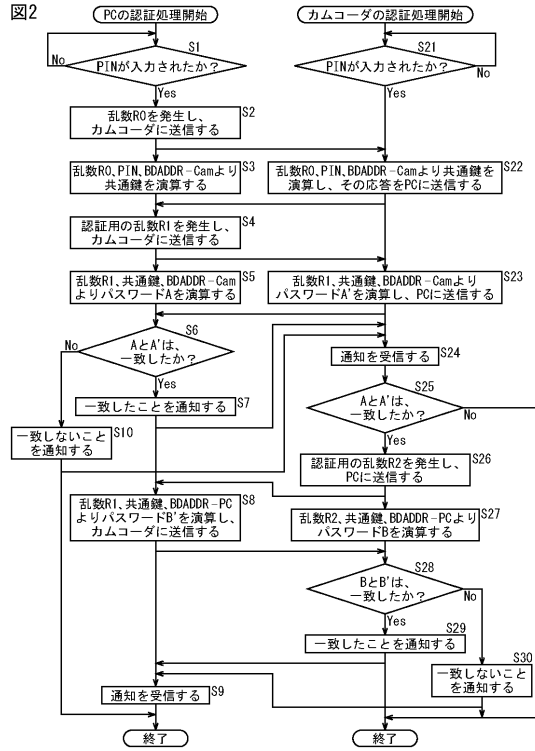 図2
PCの認証処理開始
S1
PINが入力されたか？
No
Yes
乱数R0を発生し、
カムコーダに送信する
S2
乱数R0、PIN、BDADDR-Camより
共通鍵を演算する
S3
認証用の乱数R1を発生し、
カムコーダに送信する
S4
乱数R1、共通鍵、BDADDR-Cam
よりパスワードAを演算する
S5
S6
AとA'は、
一致したか？
No
Yes
一致したことを通知する
S7
一致しないこと
を通知する
S10
乱数R1、共通鍵、BDADDR-PC
よりパスワードB'を演算し、
カムコーダに送信する
S8
通知を受信する
S9
終了
カムコーダの認証処理開始
S21
PINが入力されたか？
No
Yes
乱数R0、PIN、BDADDR-Camより共通鍵を
演算し、その応答をPCに送信する
S22
乱数R1、共通鍵、BDADDR-Camより
パスワードA'を演算し、PCに送信する
S23
通知を受信する
S24
S25
AとA'は、
一致したか？
No
Yes
認証用の乱数R2を発生し、
PCに送信する
S26
乱数R2、共通鍵、BDADDR-PCより
パスワードBを演算する
S27
S28
BとB'は、
一致したか？
No
Yes
一致したことを通知する
S29
一致しないこと
を通知する
S30
終了